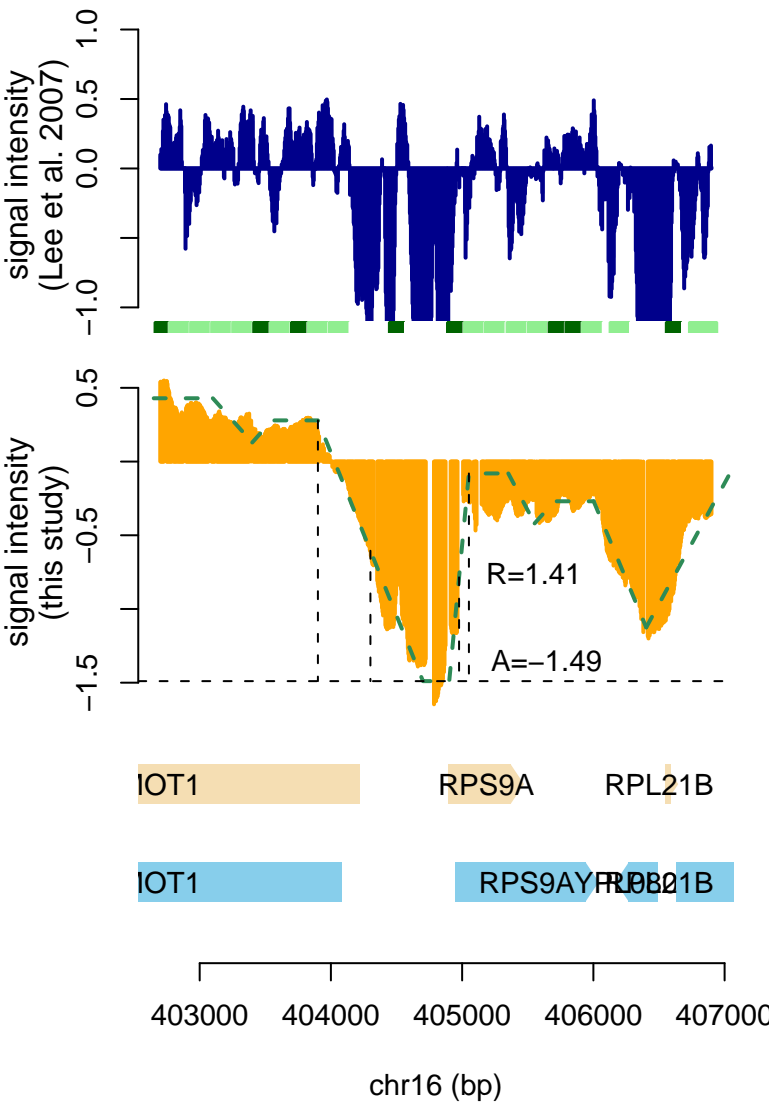 signal intensity
(Lee et al. 2007)
1.0
0.5
0.0
−1.0
signal intensity
(this study)
0.5
−0.5
−1.5
R=1.41
A=−1.49
MOT1
RPS9A
RPL21B
MOT1
RPS9A
RPL21B
403000
404000
405000
406000
407000
chr16 (bp)